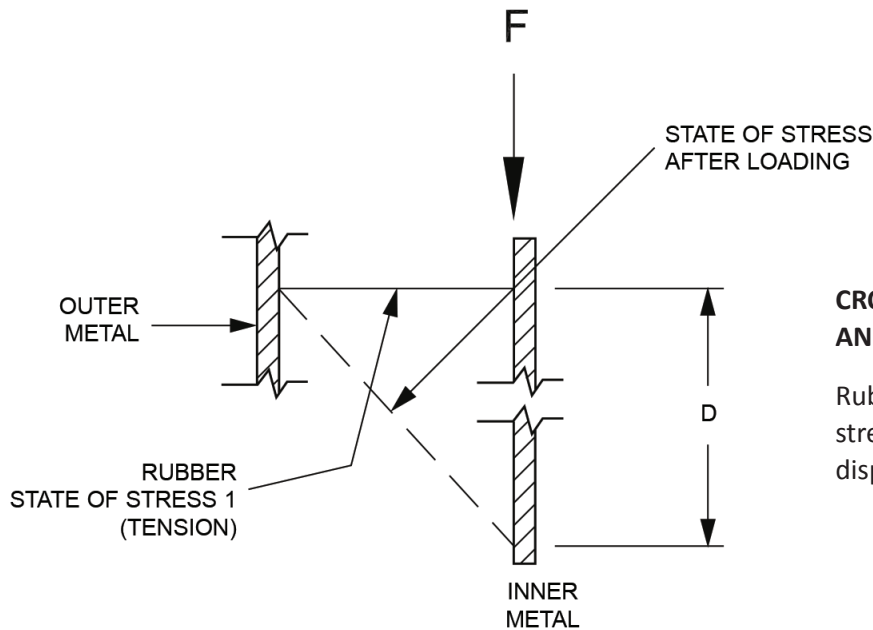 F
STATE OF STRESS
AFTER LOADING
OUTER
METAL
D
RUBBER
STATE OF STRESS 1
(TENSION)
INNER
METAL